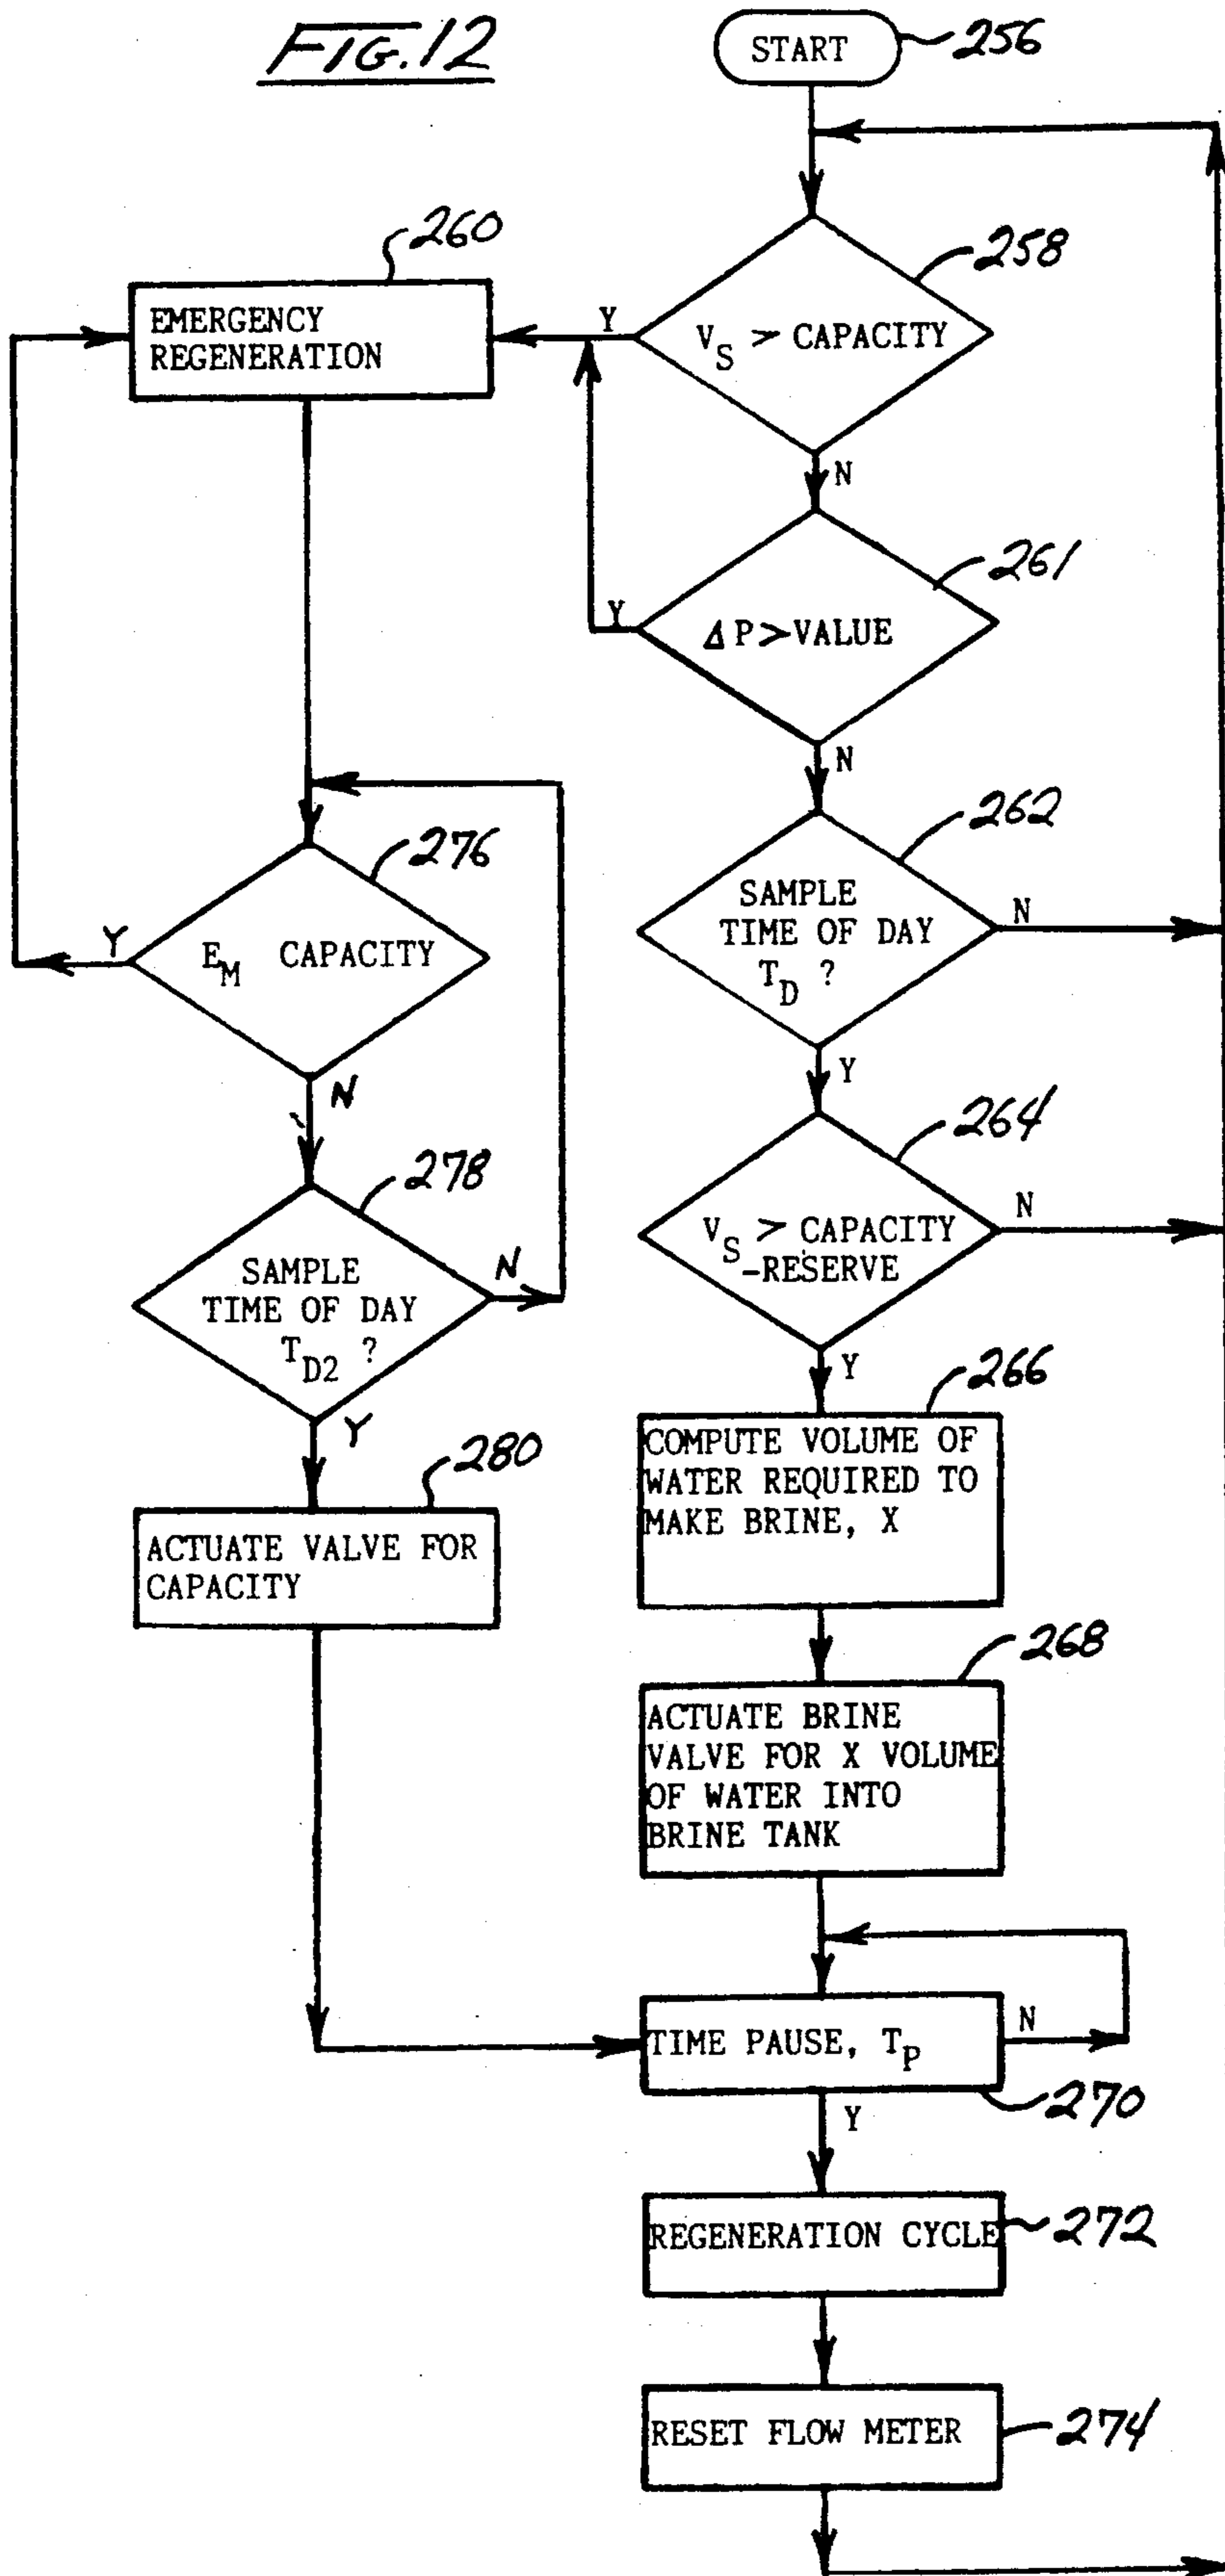 FIG. 12
START
256
260
EMERGENCY
REGENERATION
Y
258
V_S > CAPACITY
N
261
Y
ΔP > VALUE
N
262
SAMPLE
TIME OF DAY
T_D ?
N
Y
264
V_S > CAPACITY
-RESERVE
N
Y
276
Y
E_M CAPACITY
N
278
SAMPLE
TIME OF DAY
T_D2 ?
N
Y
280
ACTUATE VALVE FOR
CAPACITY
266
COMPUTE VOLUME OF
WATER REQUIRED TO
MAKE BRINE, X
268
ACTUATE BRINE
VALVE FOR X VOLUME
OF WATER INTO
BRINE TANK
TIME PAUSE, T_P
N
270
Y
REGENERATION CYCLE
272
RESET FLOW METER
274